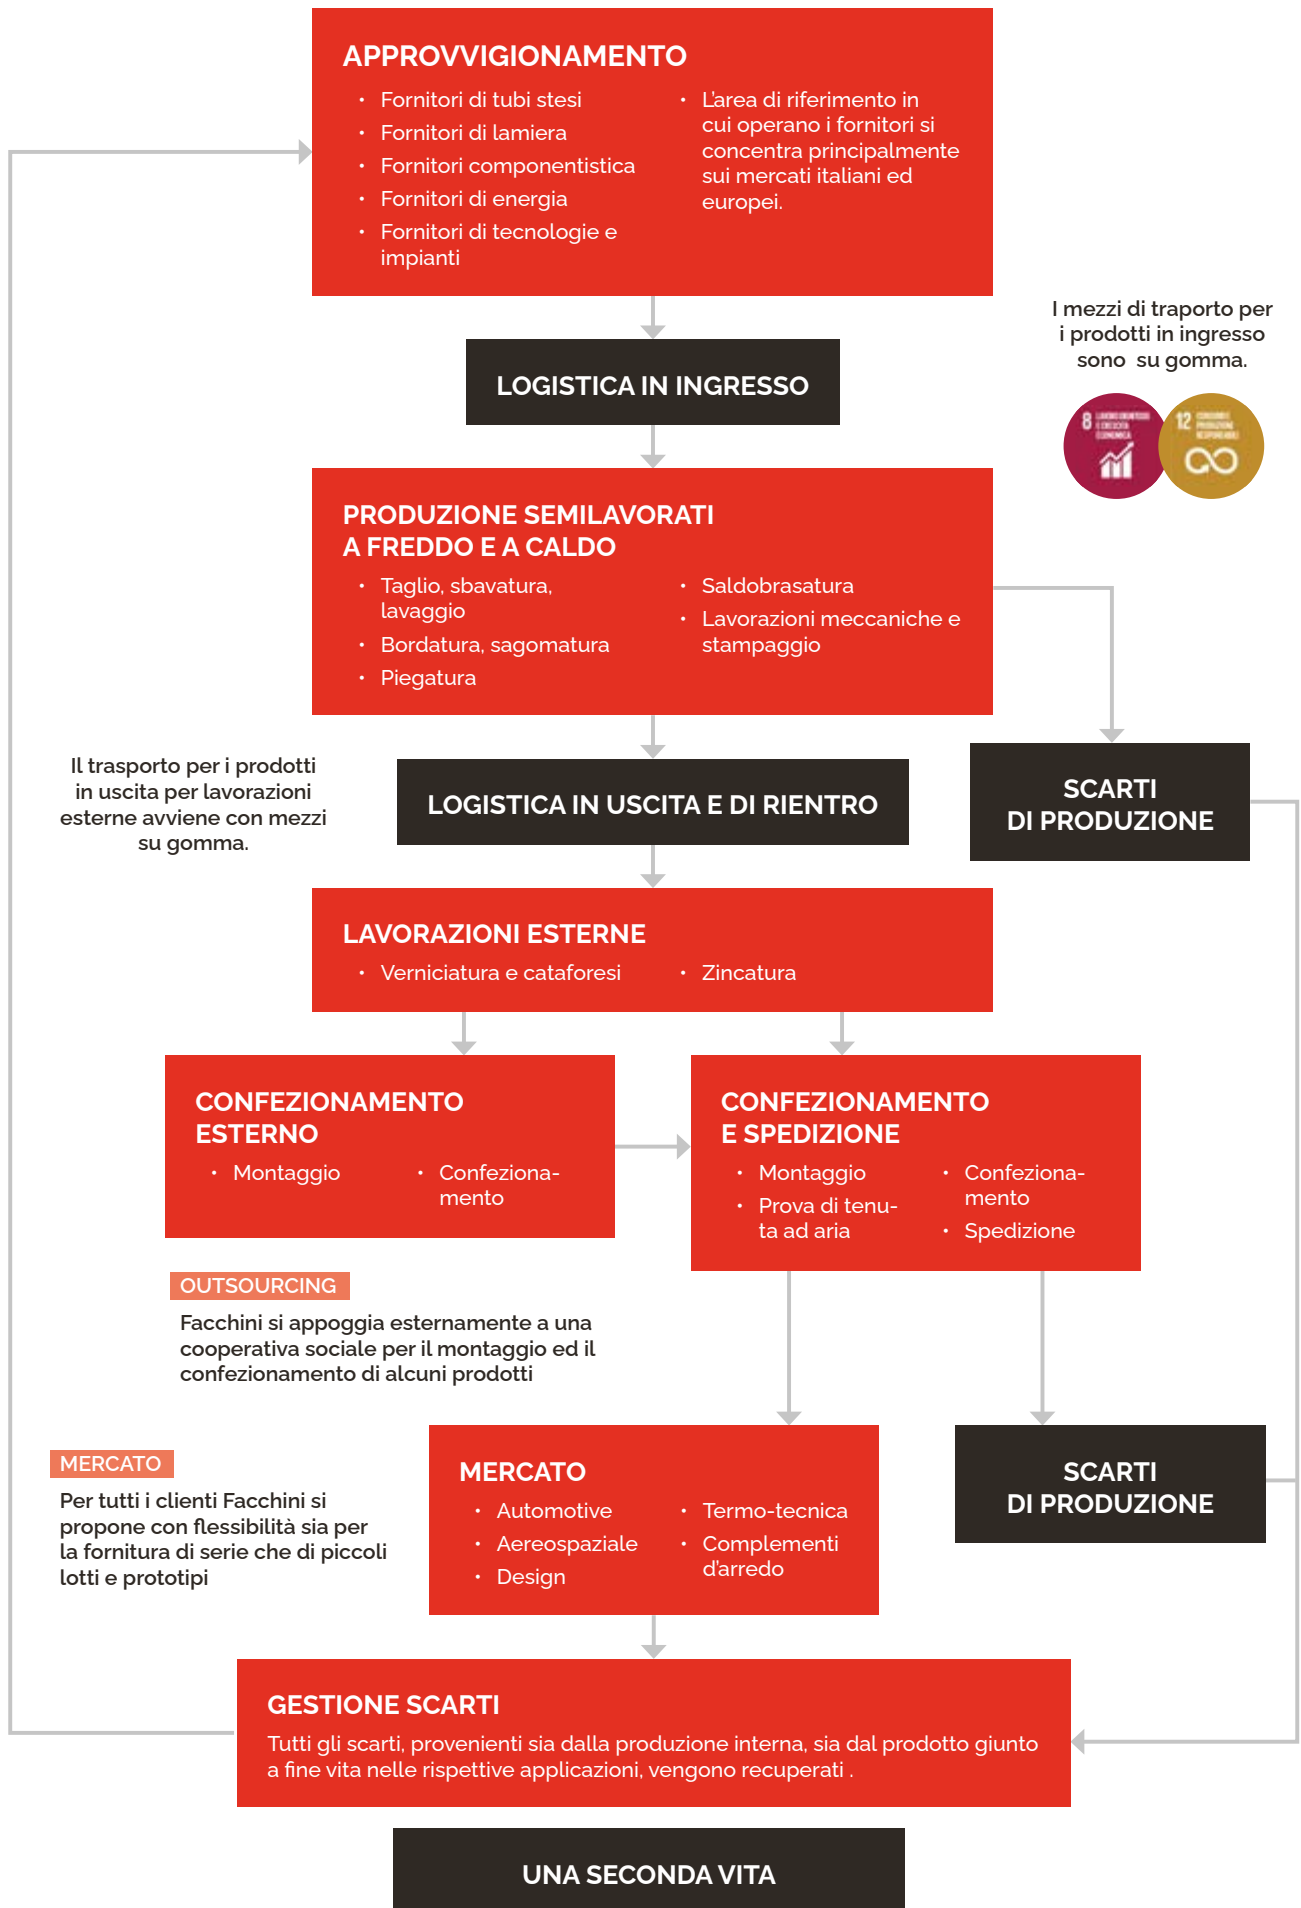 APPROVVIGIONAMENTO
• Fornitori di tubi stesi
• Fornitori di lamiera
• Fornitori componentistica
• Fornitori di energia
• Fornitori di tecnologie e
impianti
• L’area di riferimento in
cui operano i fornitori si
concentra principalmente
sui mercati italiani ed
europei.
I mezzi di traporto per
i prodotti in ingresso
sono su gomma.
LOGISTICA IN INGRESSO
8 LAVORO DIGNITOSO
E CRESCITA
ECONOMICA
12 CONSUMO E
PRODUZIONE
RESPONSABILI
PRODUZIONE SEMILAVORATI
A FREDDO E A CALDO
• Taglio, sbavatura,
lavaggio
• Bordatura, sagomatura
• Piegatura
• Saldobrasatura
• Lavorazioni meccaniche e
stampaggio
Il trasporto per i prodotti
in uscita per lavorazioni
esterne avviene con mezzi
su gomma.
LOGISTICA IN USCITA E DI RIENTRO
SCARTI
DI PRODUZIONE
LAVORAZIONI ESTERNE
• Verniciatura e cataforesi
• Zincatura
CONFEZIONAMENTO
ESTERNO
• Montaggio
• Confeziona-
mento
CONFEZIONAMENTO
E SPEDIZIONE
• Montaggio
• Prova di tenu-
ta ad aria
• Confeziona-
mento
• Spedizione
OUTSOURCING
Facchini si appoggia esternamente a una
cooperativa sociale per il montaggio ed il
confezionamento di alcuni prodotti
MERCATO
Per tutti i clienti Facchini si
propone con flessibilità sia per
la fornitura di serie che di piccoli
lotti e prototipi
MERCATO
• Automotive
• Aereospaziale
• Design
• Termo-tecnica
• Complementi
d’arredo
SCARTI
DI PRODUZIONE
GESTIONE SCARTI
Tutti gli scarti, provenienti sia dalla produzione interna, sia dal prodotto giunto
a fine vita nelle rispettive applicazioni, vengono recuperati .
UNA SECONDA VITA